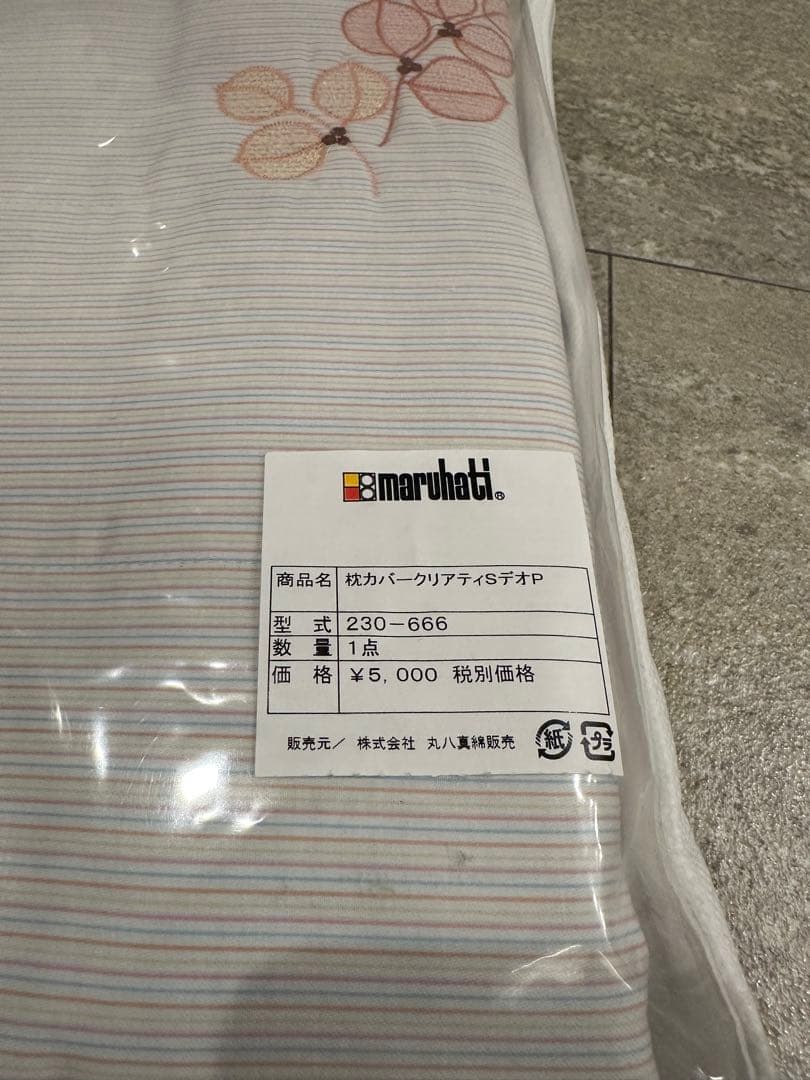 maruhati®
商品名 枕カバークリアティSデオP
型 式 230-666
数 量 1点
価 格 ¥5,000 税別価格
販売元/ 株式会社 丸八真綿販売 紙 プラ